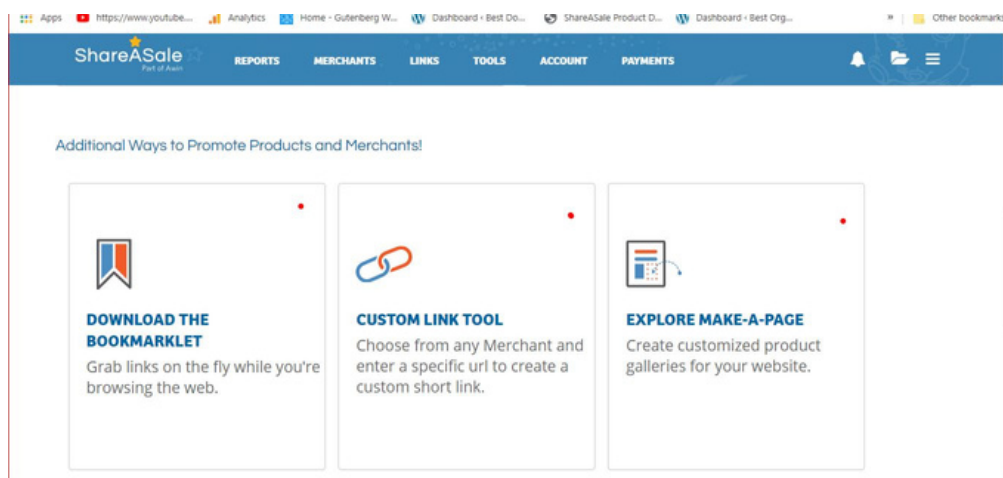 Apps https://www.youtube.... Analytics Home - Gutenberg W... Dashboard ‹ Best Do... ShareASale Product D... Dashboard ‹ Best Org... » Other bookmarks
ShareASale
Part of Awin
REPORTS MERCHANTS LINKS TOOLS ACCOUNT PAYMENTS
Additional Ways to Promote Products and Merchants!
DOWNLOAD THE
BOOKMARKLET
Grab links on the fly while you're
browsing the web.
CUSTOM LINK TOOL
Choose from any Merchant and
enter a specific url to create a
custom short link.
EXPLORE MAKE-A-PAGE
Create customized product
galleries for your website.